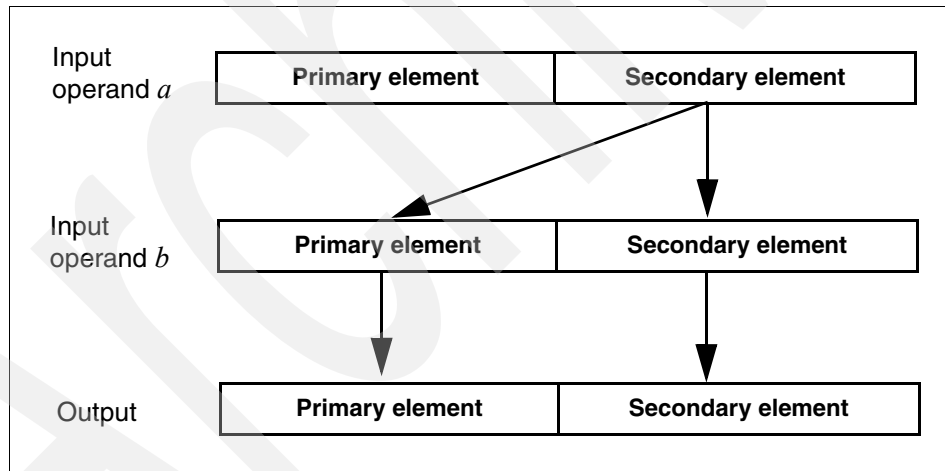 Input
operand a
Primary element Secondary element
Input
operand b
Primary element Secondary element
Output
Primary element Secondary element